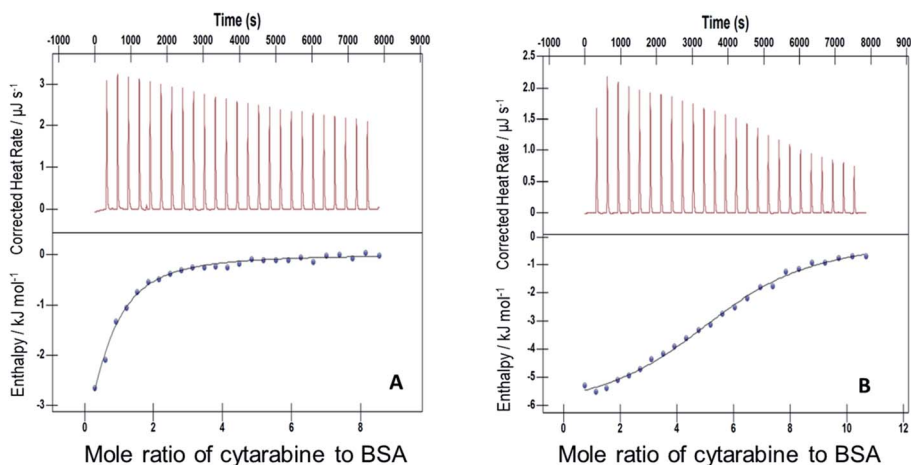 Time (s)
-1000 0 1000 2000 3000 4000 5000 6000 7000 8000 9000
Corrected Heat Rate / µJ s⁻¹
3
2
1
0
Enthalpy / kJ mol⁻¹
0
-1
-2
-3
A
0 2 4 6 8
Mole ratio of cytarabine to BSA
Time (s)
-1000 0 1000 2000 3000 4000 5000 6000 7000 8000
Corrected Heat Rate / µJ s⁻¹
2.5
2.0
1.5
1.0
0.5
0.0
Enthalpy / kJ mol⁻¹
0
-1
-2
-3
-4
-5
-6
B
0 2 4 6 8 10 12
Mole ratio of cytarabine to BSA